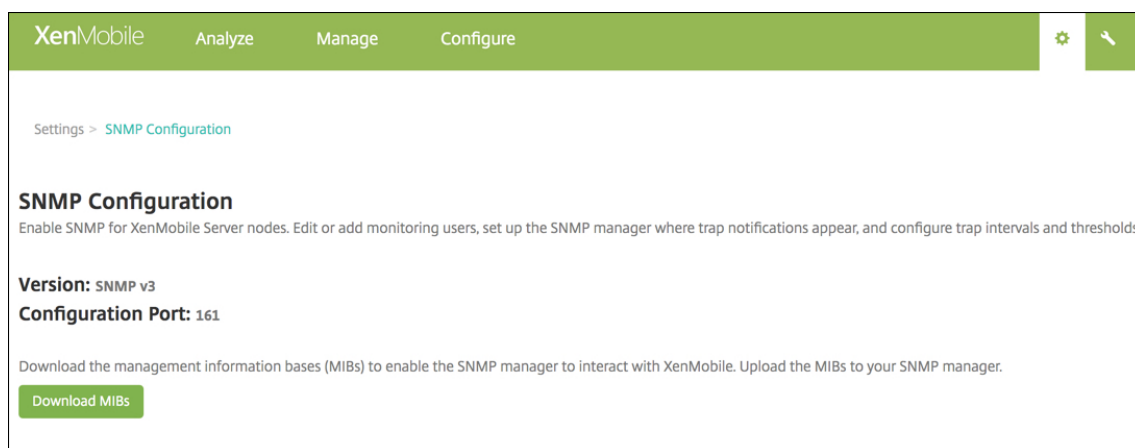 XenMobile Analyze Manage Configure
Settings > SNMP Configuration
SNMP Configuration
Enable SNMP for XenMobile Server nodes. Edit or add monitoring users, set up the SNMP manager where trap notifications appear, and configure trap intervals and thresholds
Version: SNMP v3
Configuration Port: 161
Download the management information bases (MIBs) to enable the SNMP manager to interact with XenMobile. Upload the MIBs to your SNMP manager.
Download MIBs